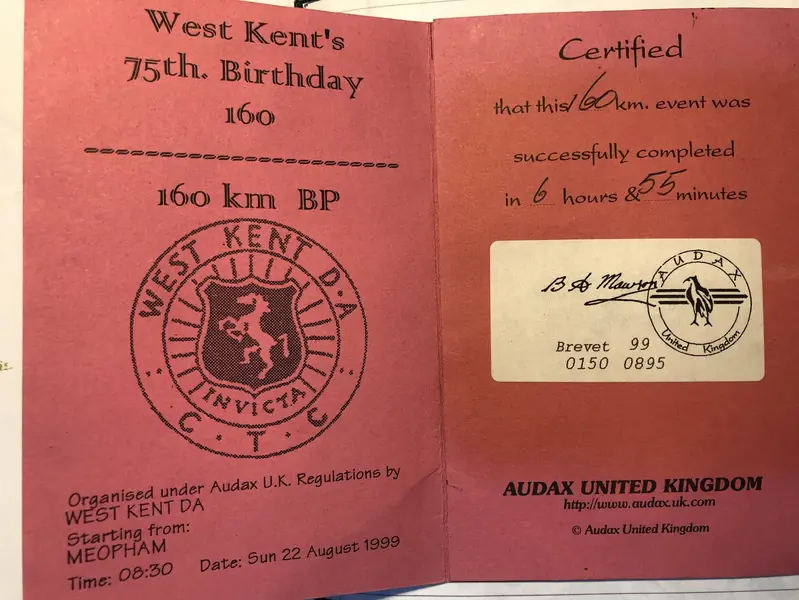 West Kent's
75th. Birthday
160
160 km BP
WEST KENT D.A
INVICTA
C.T.C
Organised under Audax U.K. Regulations by
WEST KENT DA
Starting from:
MEOPHAM
Time: 08:30 Date: Sun 22 August 1999
Certified
that this 160 km. event was
successfully completed
in 6 hours & 55 minutes
B A Mawson
AUDAX
United Kingdom
Brevet 99
0150 0895
AUDAX UNITED KINGDOM
http://www.audax.uk.com
© Audax United Kingdom